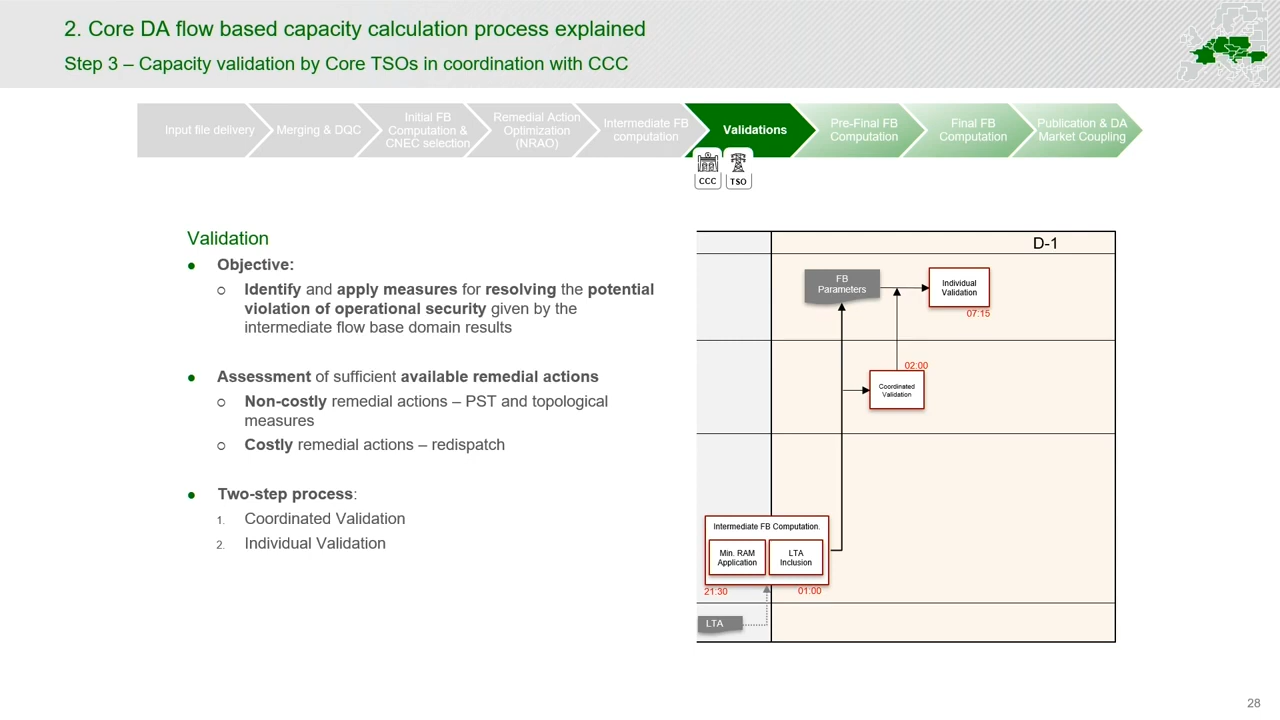 2. Core DA flow based capacity calculation process explained
Step 3 – Capacity validation by Core TSOs in coordination with CCC
Input file delivery
Merging & DQC
Initial FB
Computation &
CNEC selection
Remedial Action
Optimization
(NRAO)
Intermediate FB
computation
Validations
Pre-Final FB
Computation
Final FB
Computation
Publication & DA
Market Coupling
CCC
TSO
Validation
● Objective:
o Identify and apply measures for resolving the potential
violation of operational security given by the
intermediate flow base domain results
● Assessment of sufficient available remedial actions
o Non-costly remedial actions – PST and topological
measures
o Costly remedial actions – redispatch
● Two-step process:
1. Coordinated Validation
2. Individual Validation
D-1
FB
Parameters
Individual
Validation
07:15
02:00
Coordinated
Validation
Intermediate FB Computation.
Min. RAM
Application
LTA
Inclusion
21:30
01:00
LTA
28